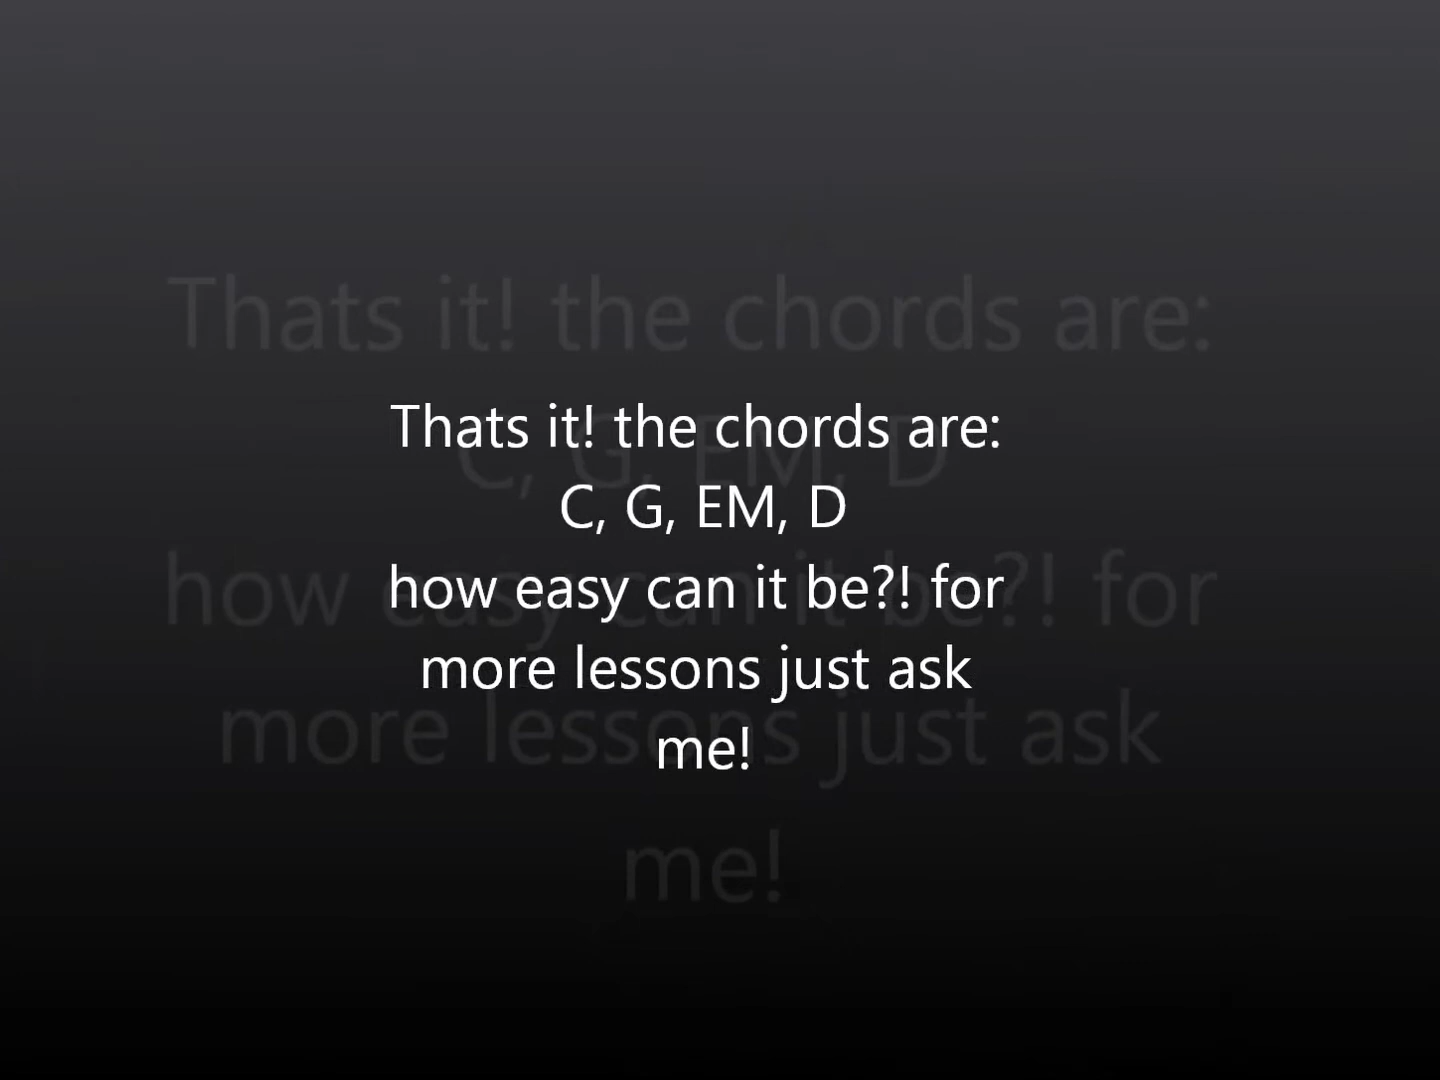 Thats it! the chords are:
C, G, EM, D
how easy can it be?! for
more lessons just ask
me!